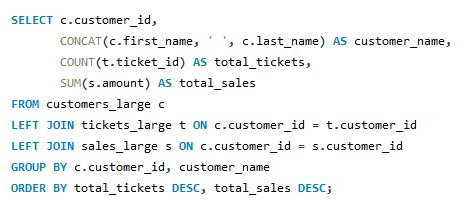 SELECT c.customer_id,
CONCAT(c.first_name, ' ', c.last_name) AS customer_name,
COUNT(t.ticket_id) AS total_tickets,
SUM(s.amount) AS total_sales
FROM customers_large c
LEFT JOIN tickets_large t ON c.customer_id = t.customer_id
LEFT JOIN sales_large s ON c.customer_id = s.customer_id
GROUP BY c.customer_id, customer_name
ORDER BY total_tickets DESC, total_sales DESC;